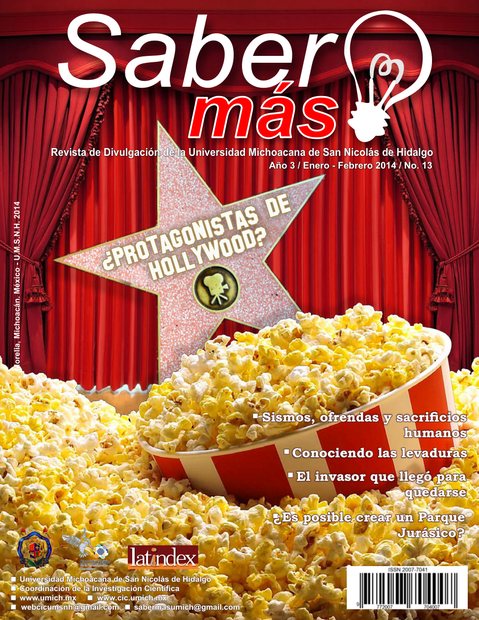 Saber
más
Revista de Divulgación de la Universidad Michoacana de San Nicolás de Hidalgo
Año 3 / Enero - Febrero 2014 / No. 13
¿PROTAGONISTAS DE
HOLLYWOOD?
Morelia, Michoacán. México - U.M.S.N.H. 2014
Sismos, ofrendas y sacrificios
humanos
Conociendo las levaduras
El invasor que llegó para
quedarse
¿Es posible crear un Parque
Jurásico?
latindex
Universidad Michoacana de San Nicolás de Hidalgo
Coordinación de la Investigación Científica
www.umich.mx www.cic.umich.mx
webcicumsnh@gmail.com sabermasumich@gmail.com
ISSN 2007-7041